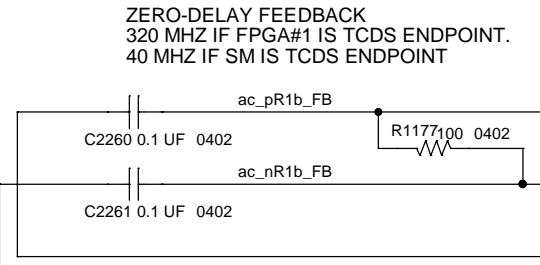 ZERO-DELAY FEEDBACK
320 MHZ IF FPGA#1 IS TCDS ENDPOINT.
40 MHZ IF SM IS TCDS ENDPOINT
ac_pR1b_FB
C2260 0.1 UF 0402
R1177 100 0402
ac_nR1b_FB
C2261 0.1 UF 0402